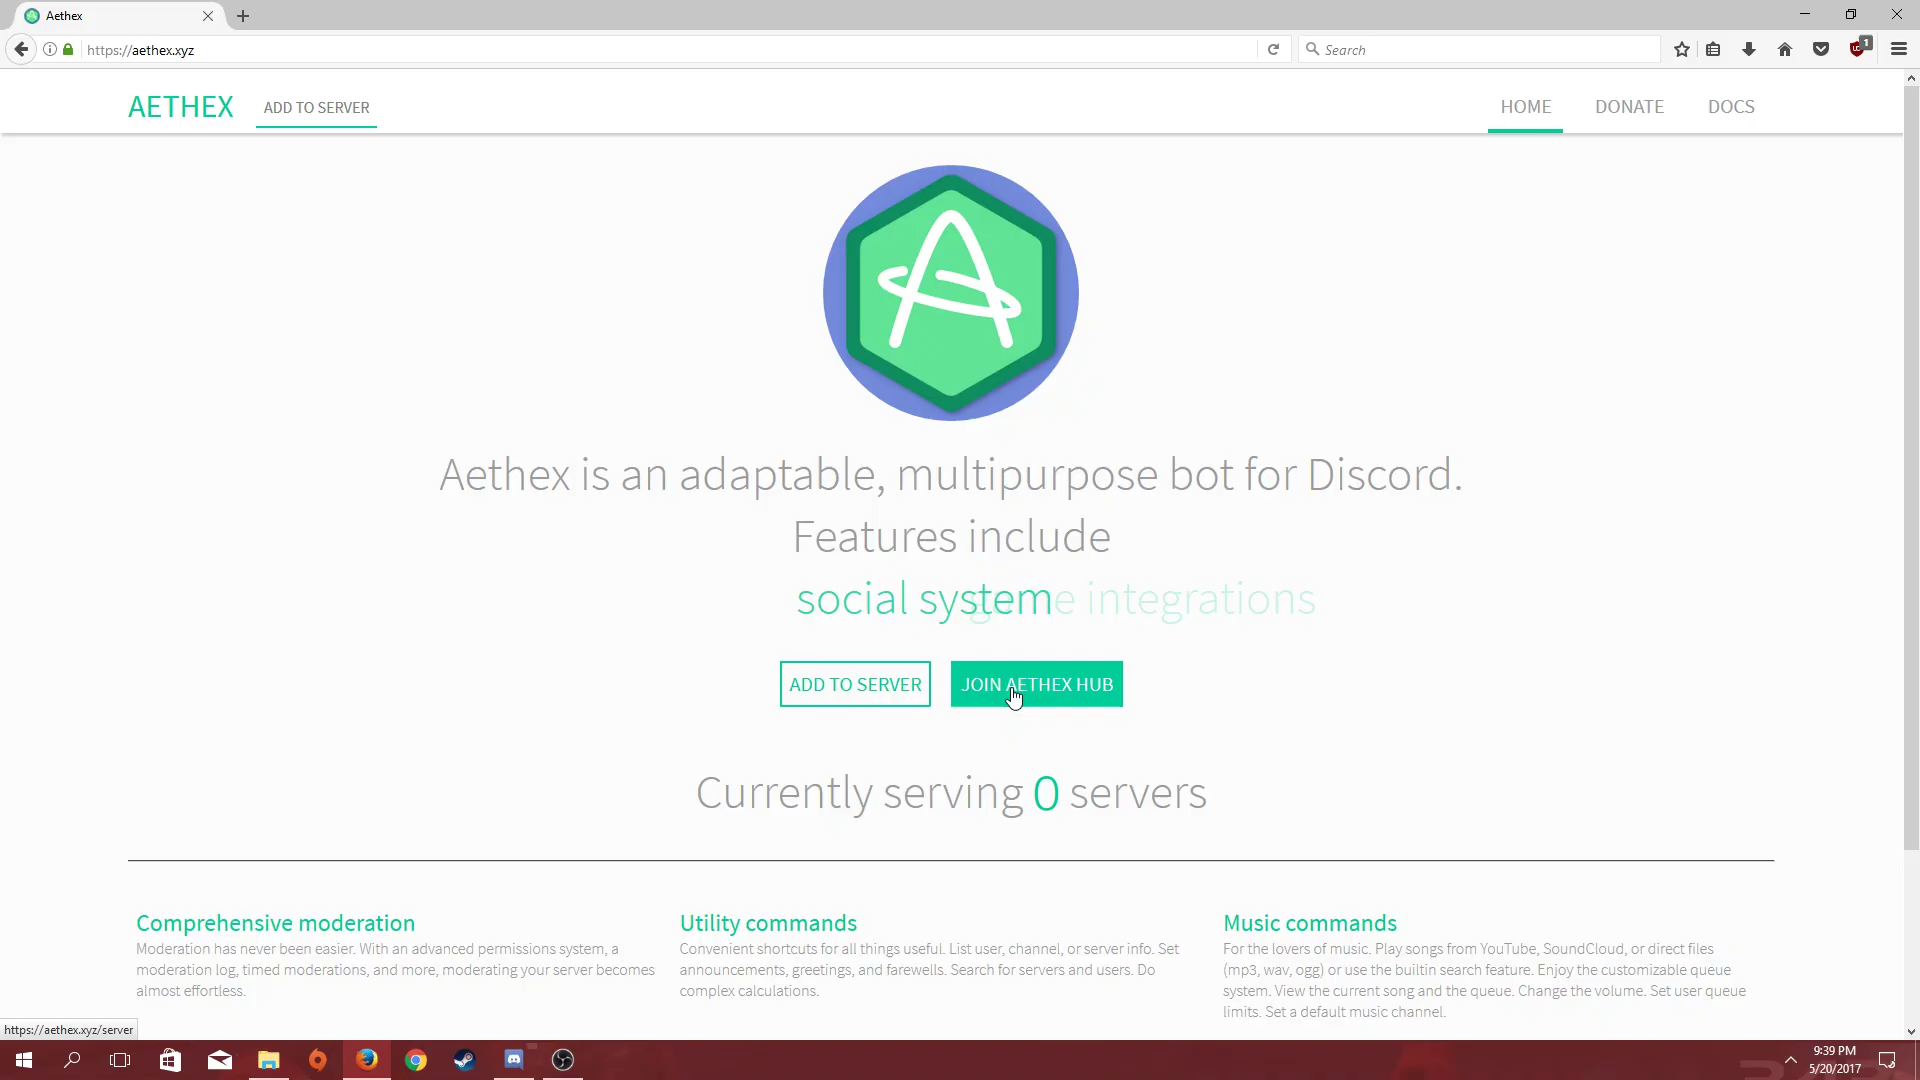 Aethex
https://aethex.xyz
Search
1
AETHEX
ADD TO SERVER
HOME
DONATE
DOCS
Aethex is an adaptable, multipurpose bot for Discord.
Features include
social system
integrations
ADD TO SERVER
JOIN AETHEX HUB
Currently serving 0 servers
Comprehensive moderation
Moderation has never been easier. With an advanced permissions system, a
moderation log, timed moderations, and more, moderating your server becomes
almost effortless.
Utility commands
Convenient shortcuts for all things useful. List user, channel, or server info. Set
announcements, greetings, and farewells. Search for servers and users. Do
complex calculations.
Music commands
For the lovers of music. Play songs from YouTube, SoundCloud, or direct files
(mp3, wav, ogg) or use the builtin search feature. Enjoy the customizable queue
system. View the current song and the queue. Change the volume. Set user queue
limits. Set a default music channel.
https://aethex.xyz/server
9:39 PM
5/20/2017